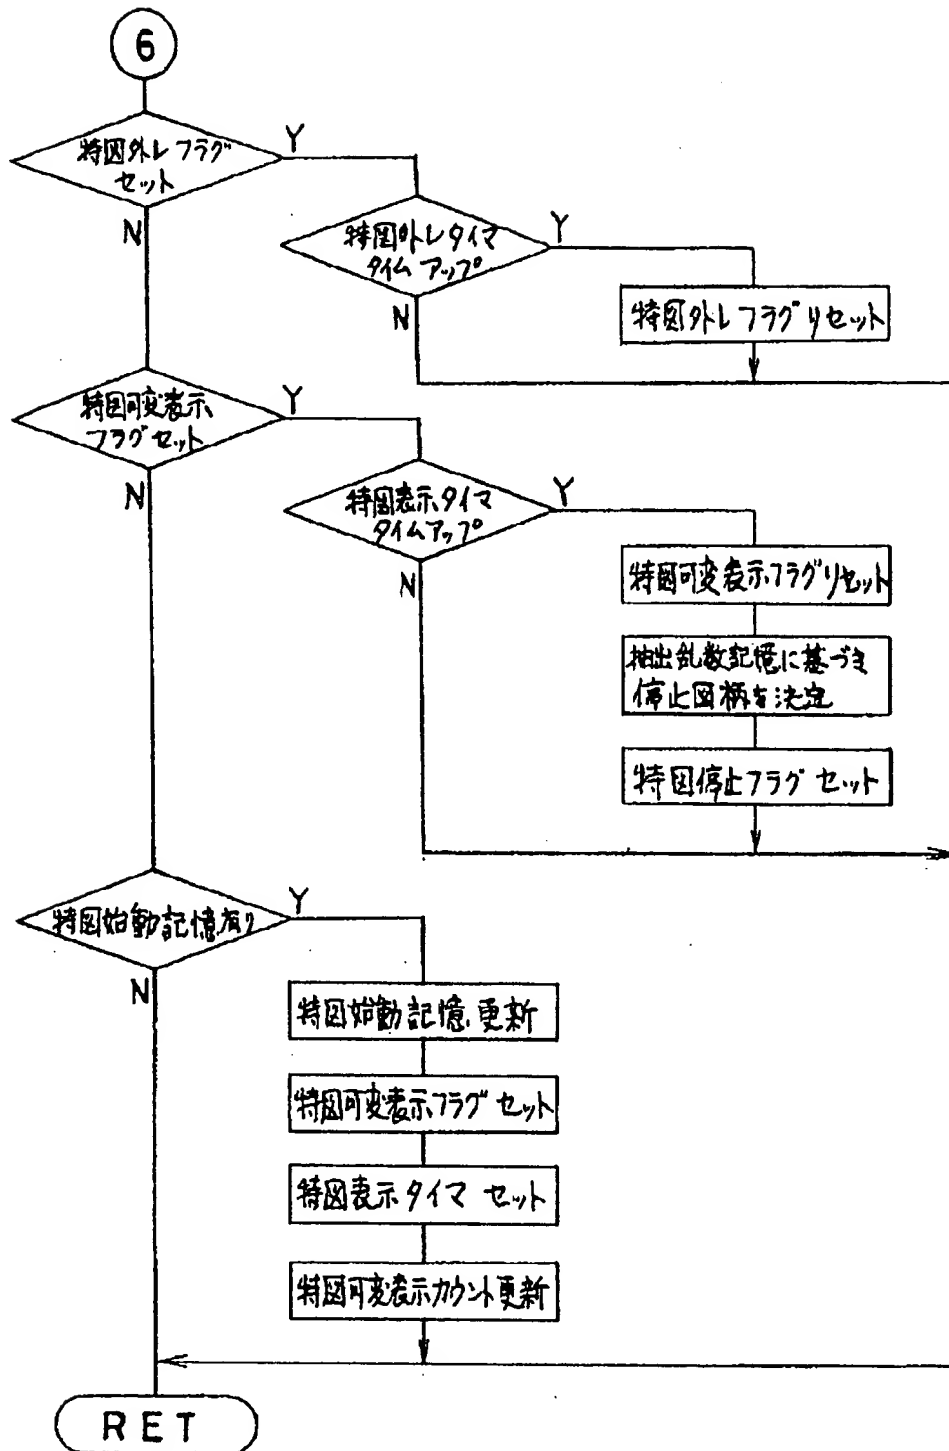 6
特図外レフラグ
セット
Y
N
特図外レタイマ
タイムアップ
Y
N
特図外レフラグリセット
特図可変表示
フラグセット
Y
N
特図表示タイマ
タイムアップ
Y
N
特図可変表示フラグリセット
抽出乱数記憶に基づき
停止図柄を決定
特図停止フラグ セット
特図始動記憶有り
Y
N
特図始動記憶更新
特図可変表示フラグ セット
特図表示タイマ セット
特図可変表示カウント更新
RET